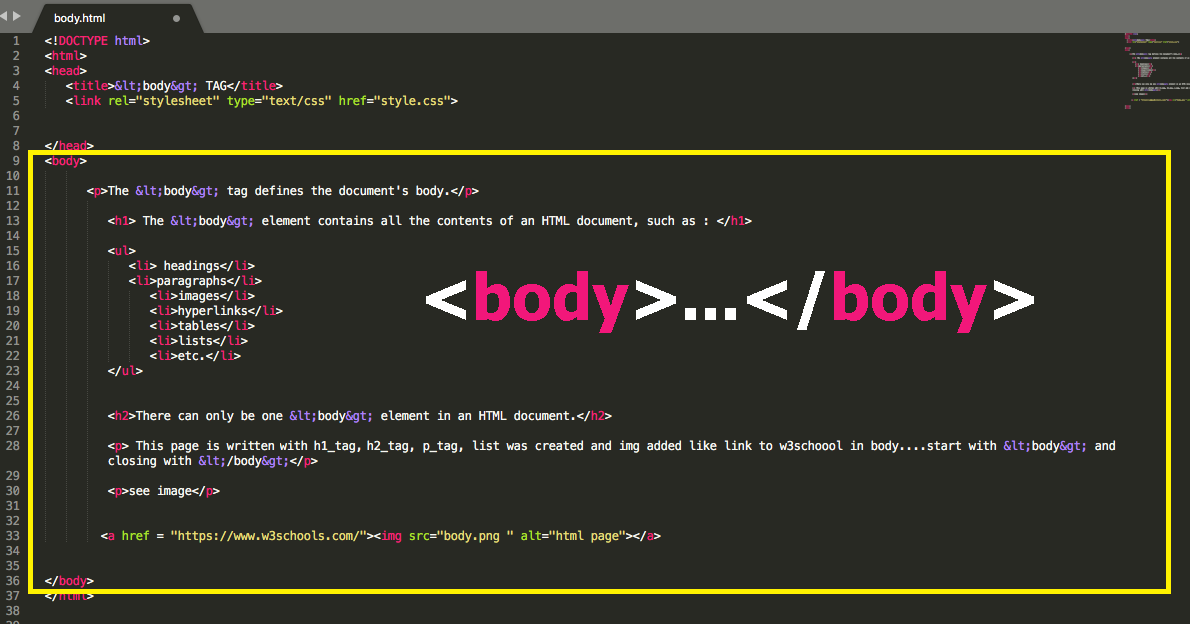 body.html
1 <!DOCTYPE html>
2 <html>
3 <head>
4 <title>&lt;body&gt; TAG</title>
5 <link rel="stylesheet" type="text/css" href="style.css">
6
7
8 </head>
9 <body>
10
11 <p>The &lt;body&gt; tag defines the document's body.</p>
12
13 <h1> The &lt;body&gt; element contains all the contents of an HTML document, such as : </h1>
14
15 <ul>
16 <li> headings</li>
17 <li>paragraphs</li>
18 <li>images</li>
19 <li>hyperlinks</li>
20 <li>tables</li>
21 <li>lists</li>
22 <li>etc.</li>
23 </ul>
<body>...</body>
24
25
26 <h2>There can only be one &lt;body&gt; element in an HTML document.</h2>
27
28 <p> This page is written with h1_tag, h2_tag, p_tag, list was created and img added like link to w3schoool in body....start with &lt;body&gt; and
closing with &lt;/body&gt;</p>
29
30 <p>see image</p>
31
32
33 <a href = "https://www.w3schools.com/"><img src="body.png " alt="html page"></a>
34
35
36 </body>
37 </html>
38